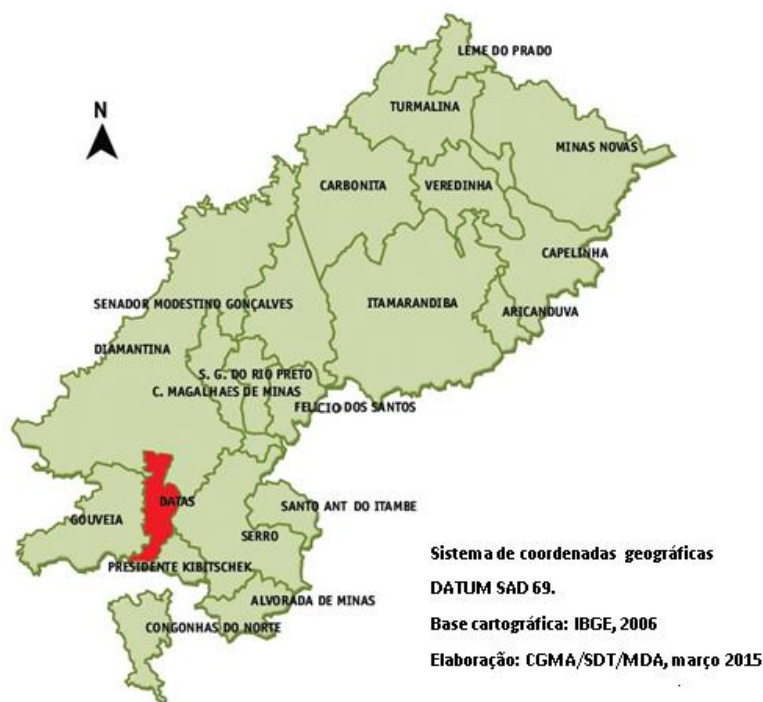 LEME DO PRADO
TURMALINA
N
MINAS NOVAS
CARBONITA
VEREDINHA
CAPELINHA
SENADOR MODESTINO GONÇALVES
ITAMARANDIBA
ARICANDUVA
DIAMANTINA
S. G. DO RIO PRETO
C. MAGALHAES DE MINAS
FELICIO DOS SANTOS
DATAS
SANTO ANT DO ITAMBE
GOUVEIA
SERRO
PRESIDENTE KIBITSCHEK
ALVORADA DE MINAS
CONGONHAS DO NORTE
Sistema de coordenadas geográficas
DATUM SAD 69.
Base cartográfica: IBGE, 2006
Elaboração: CGMA/SDT/MDA, março 2015